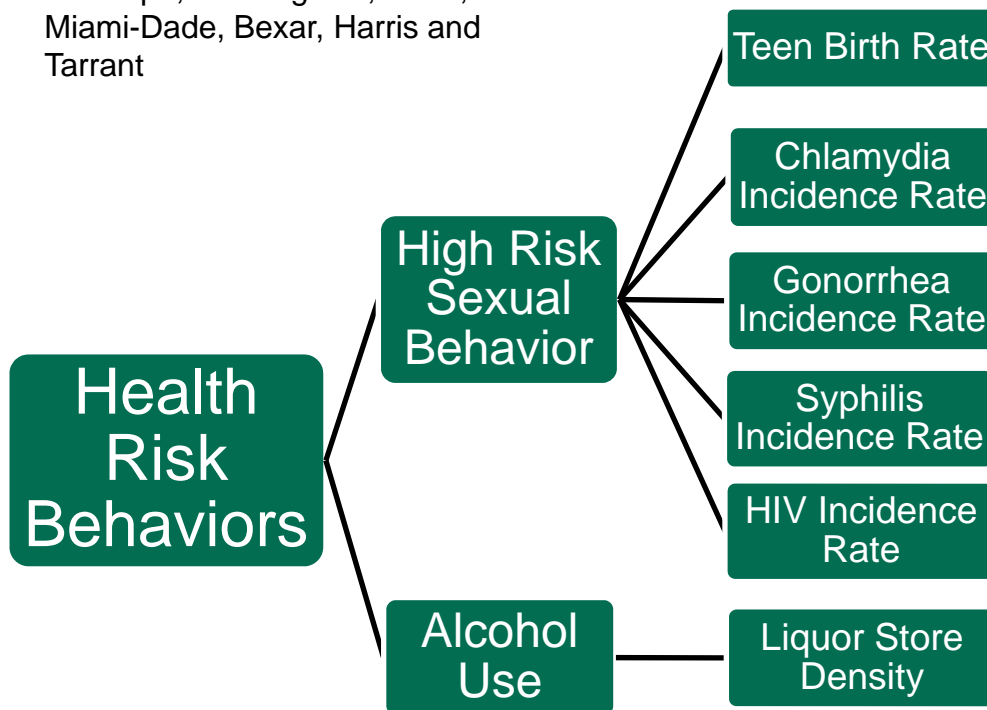 Miami-Dade, Bexar, Harris and
Tarrant
Teen Birth Rate
Chlamydia
Incidence Rate
High Risk
Sexual
Behavior
Gonorrhea
Incidence Rate
Health
Risk
Behaviors
Syphilis
Incidence Rate
HIV Incidence
Rate
Alcohol
Use
Liquor Store
Density